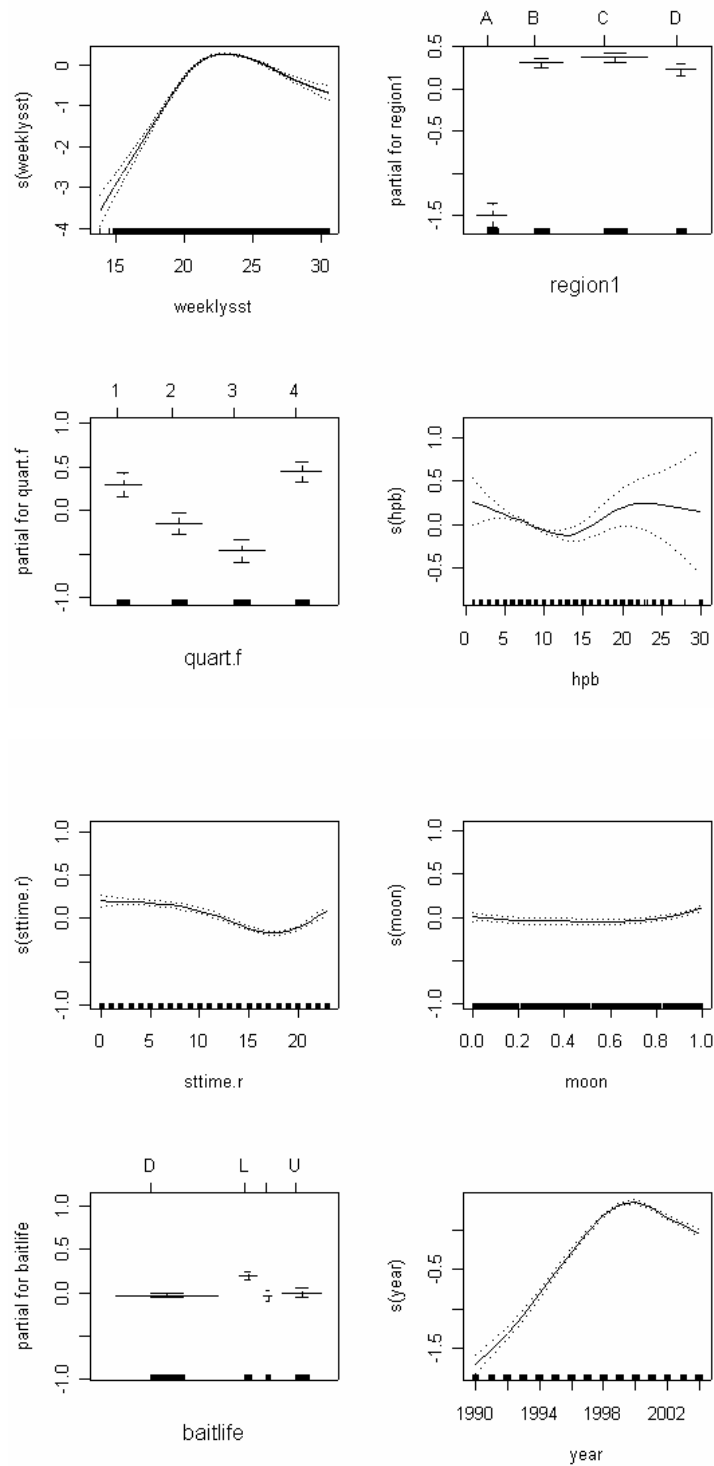 A B C D
s(weeklysst)
0
-1
-2
-3
-4
15 20 25 30
weeklysst
partial for region1
0.5
0.0
-0.5
-1.5
region1
1 2 3 4
partial for quart.f
1.0
0.5
0.0
-1.0
quart.f
s(hpb)
1.0
0.5
0.0
-0.5
0 5 10 15 20 25 30
hpb
s(sttime.r)
1.0
0.5
0.0
-1.0
0 5 10 15 20
sttime.r
s(moon)
1.0
0.5
0.0
-1.0
0.0 0.2 0.4 0.6 0.8 1.0
moon
D L U
partial for baitlife
1.0
0.5
0.0
-1.0
baitlife
s(year)
-0.5
-1.5
1990 1994 1998 2002
year